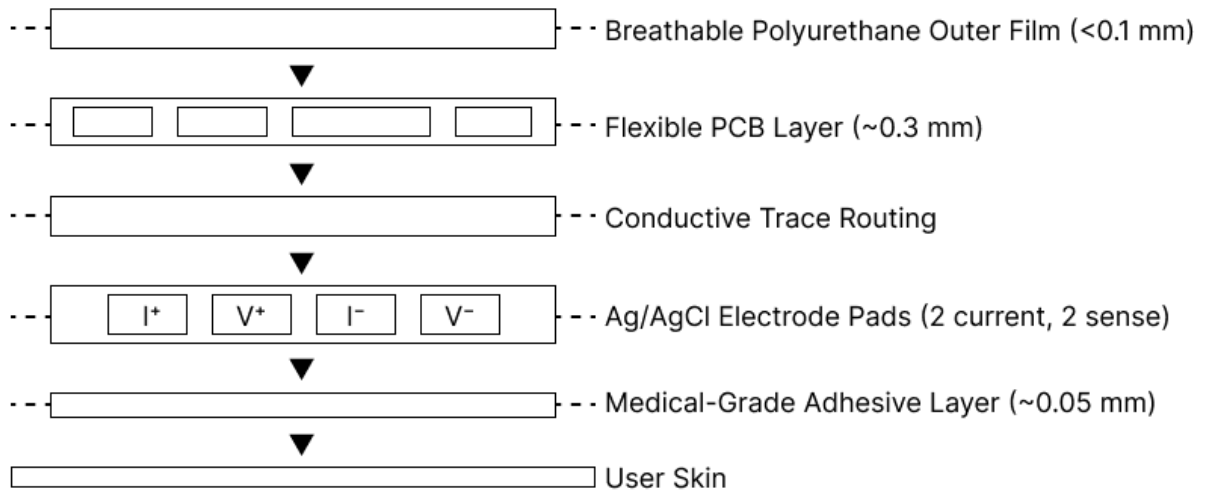 Breathable Polyurethane Outer Film (<0.1 mm)
Flexible PCB Layer (~0.3 mm)
Conductive Trace Routing
I⁺ V⁺ I⁻ V⁻ Ag/AgCl Electrode Pads (2 current, 2 sense)
Medical-Grade Adhesive Layer (~0.05 mm)
User Skin